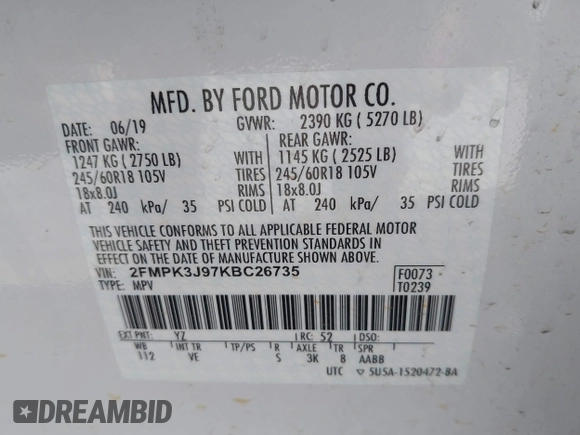 MFD. BY FORD MOTOR CO.
DATE: 06/19 GVWR: 2390 KG ( 5270 LB)
FRONT GAWR: REAR GAWR:
1247 KG ( 2750 LB) WITH 1145 KG ( 2525 LB) WITH
245/60R18 105V TIRES 245/60R18 105V TIRES
18x8.0J RIMS 18x8.0J RIMS
AT 240 kPa/ 35 PSI COLD AT 240 kPa/ 35 PSI COLD
THIS VEHICLE CONFORMS TO ALL APPLICABLE FEDERAL MOTOR
VEHICLE SAFETY AND THEFT PREVENTION STANDARDS IN
EFFECT ON THE DATE OF MANUFACTURE SHOWN ABOVE.
VIN: 2FMPK3J97KBC26735 F0073
TYPE: MPV T0239
EXT PNT: YZ RC: 52 DSO:
WB INT TR TP/PS R AXLE TR SPR
112 VE S 3K 8 AABB
UTC 5U5A-1520472-BA
DREAMBID